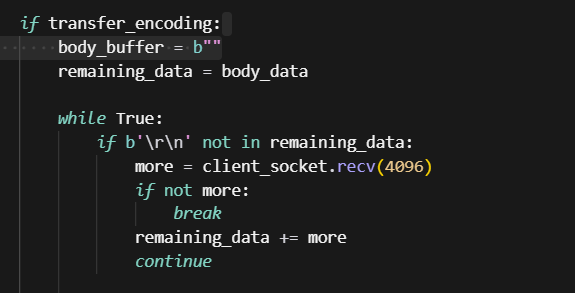 if transfer_encoding:
    body_buffer = b""
    remaining_data = body_data

    while True:
        if b'\r\n' not in remaining_data:
            more = client_socket.recv(4096)
            if not more:
                break
            remaining_data += more
            continue